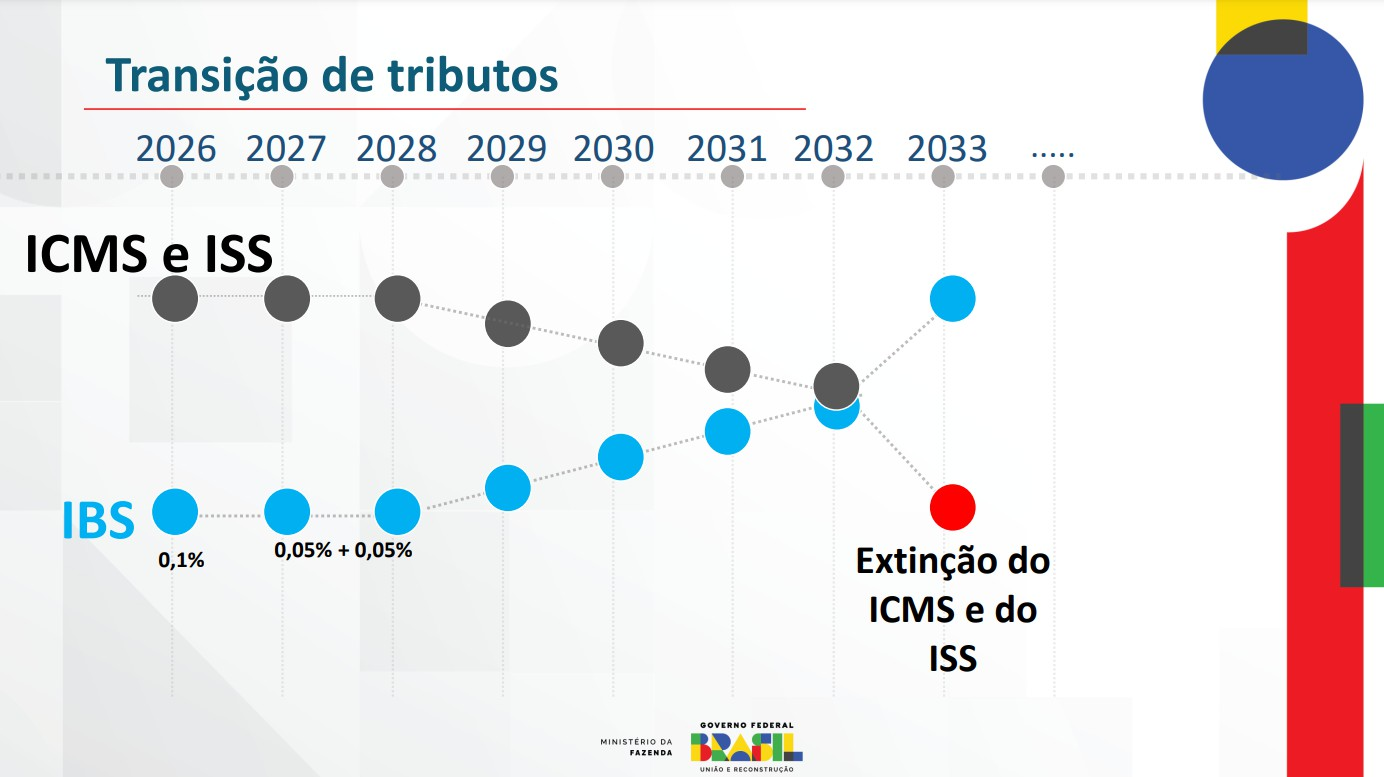 Transição de tributos
2026 2027 2028 2029 2030 2031 2032 2033 .....
ICMS e ISS
IBS
0,1%
0,05% + 0,05%
Extinção do
ICMS e do
ISS
MINISTÉRIO DA
FAZENDA
GOVERNO FEDERAL
BRASIL
UNIÃO E RECONSTRUÇÃO